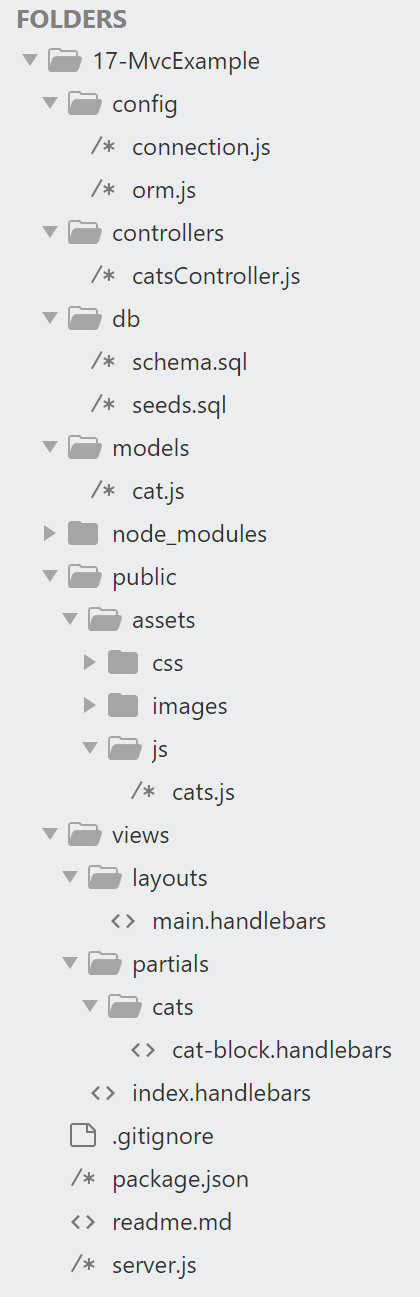 FOLDERS
17-MvcExample
config
connection.js
orm.js
controllers
catsController.js
db
schema.sql
seeds.sql
models
cat.js
node_modules
public
assets
css
images
js
cats.js
views
layouts
main.handlebars
partials
cats
cat-block.handlebars
index.handlebars
.gitignore
package.json
readme.md
server.js